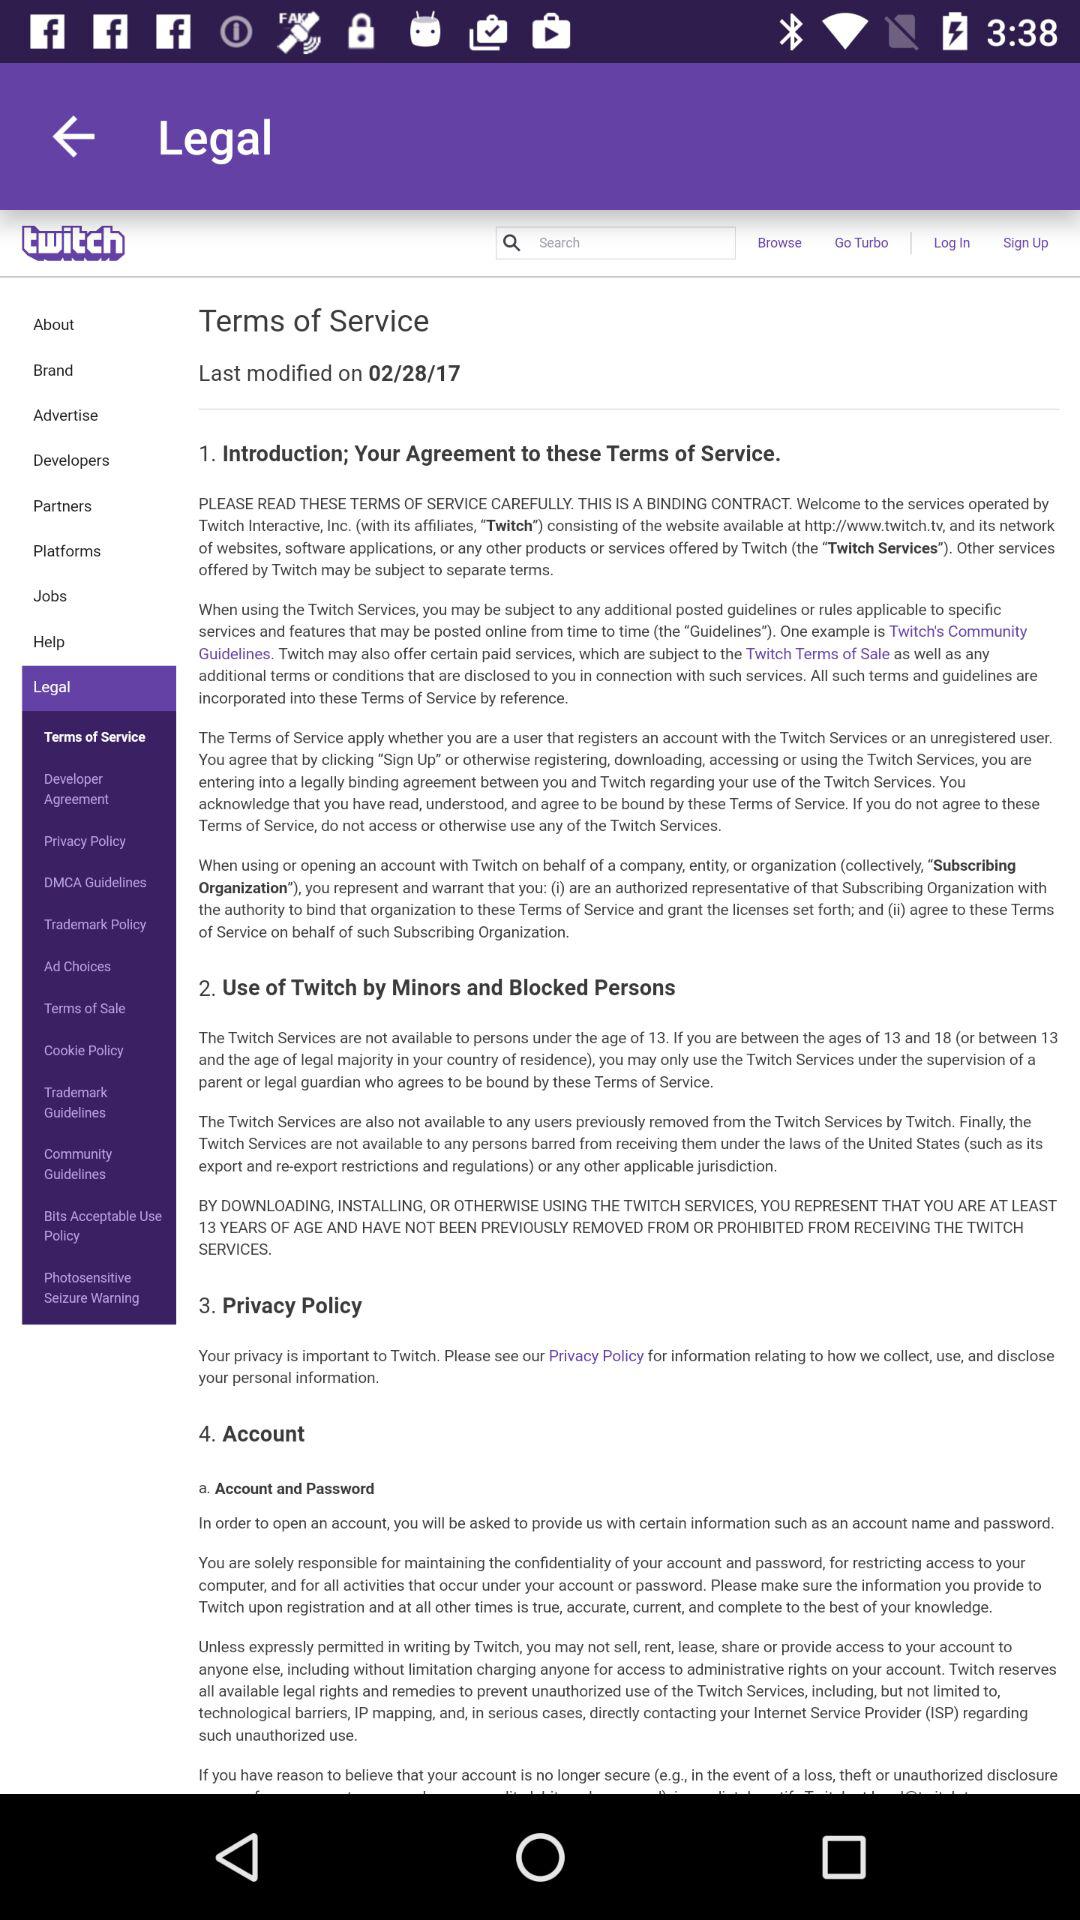 FAKE
3:38
Legal
twitch
Search
Browse
Go Turbo
Log In
Sign Up
About
Brand
Advertise
Developers
Partners
Platforms
Jobs
Help
Legal
Terms of Service
Developer
Agreement
Privacy Policy
DMCA Guidelines
Trademark Policy
Ad Choices
Terms of Sale
Cookie Policy
Trademark
Guidelines
Community
Guidelines
Bits Acceptable Use
Policy
Photosensitive
Seizure Warning
Terms of Service
Last modified on 02/28/17
1. Introduction; Your Agreement to these Terms of Service.
PLEASE READ THESE TERMS OF SERVICE CAREFULLY. THIS IS A BINDING CONTRACT. Welcome to the services operated by
Twitch Interactive, Inc. (with its affiliates, “Twitch”) consisting of the website available at http://www.twitch.tv, and its network
of websites, software applications, or any other products or services offered by Twitch (the “Twitch Services”). Other services
offered by Twitch may be subject to separate terms.
When using the Twitch Services, you may be subject to any additional posted guidelines or rules applicable to specific
services and features that may be posted online from time to time (the “Guidelines”). One example is Twitch's Community
Guidelines. Twitch may also offer certain paid services, which are subject to the Twitch Terms of Sale as well as any
additional terms or conditions that are disclosed to you in connection with such services. All such terms and guidelines are
incorporated into these Terms of Service by reference.
The Terms of Service apply whether you are a user that registers an account with the Twitch Services or an unregistered user.
You agree that by clicking “Sign Up” or otherwise registering, downloading, accessing or using the Twitch Services, you are
entering into a legally binding agreement between you and Twitch regarding your use of the Twitch Services. You
acknowledge that you have read, understood, and agree to be bound by these Terms of Service. If you do not agree to these
Terms of Service, do not access or otherwise use any of the Twitch Services.
When using or opening an account with Twitch on behalf of a company, entity, or organization (collectively, “Subscribing
Organization”), you represent and warrant that you: (i) are an authorized representative of that Subscribing Organization with
the authority to bind that organization to these Terms of Service and grant the licenses set forth; and (ii) agree to these Terms
of Service on behalf of such Subscribing Organization.
2. Use of Twitch by Minors and Blocked Persons
The Twitch Services are not available to persons under the age of 13. If you are between the ages of 13 and 18 (or between 13
and the age of legal majority in your country of residence), you may only use the Twitch Services under the supervision of a
parent or legal guardian who agrees to be bound by these Terms of Service.
The Twitch Services are also not available to any users previously removed from the Twitch Services by Twitch. Finally, the
Twitch Services are not available to any persons barred from receiving them under the laws of the United States (such as its
export and re-export restrictions and regulations) or any other applicable jurisdiction.
BY DOWNLOADING, INSTALLING, OR OTHERWISE USING THE TWITCH SERVICES, YOU REPRESENT THAT YOU ARE AT LEAST
13 YEARS OF AGE AND HAVE NOT BEEN PREVIOUSLY REMOVED FROM OR PROHIBITED FROM RECEIVING THE TWITCH
SERVICES.
3. Privacy Policy
Your privacy is important to Twitch. Please see our Privacy Policy for information relating to how we collect, use, and disclose
your personal information.
4. Account
a. Account and Password
In order to open an account, you will be asked to provide us with certain information such as an account name and password.
You are solely responsible for maintaining the confidentiality of your account and password, for restricting access to your
computer, and for all activities that occur under your account or password. Please make sure the information you provide to
Twitch upon registration and at all other times is true, accurate, current, and complete to the best of your knowledge.
Unless expressly permitted in writing by Twitch, you may not sell, rent, lease, share or provide access to your account to
anyone else, including without limitation charging anyone for access to administrative rights on your account. Twitch reserves
all available legal rights and remedies to prevent unauthorized use of the Twitch Services, including, but not limited to,
technological barriers, IP mapping, and, in serious cases, directly contacting your Internet Service Provider (ISP) regarding
such unauthorized use.
If you have reason to believe that your account is no longer secure (e.g., in the event of a loss, theft or unauthorized disclosure